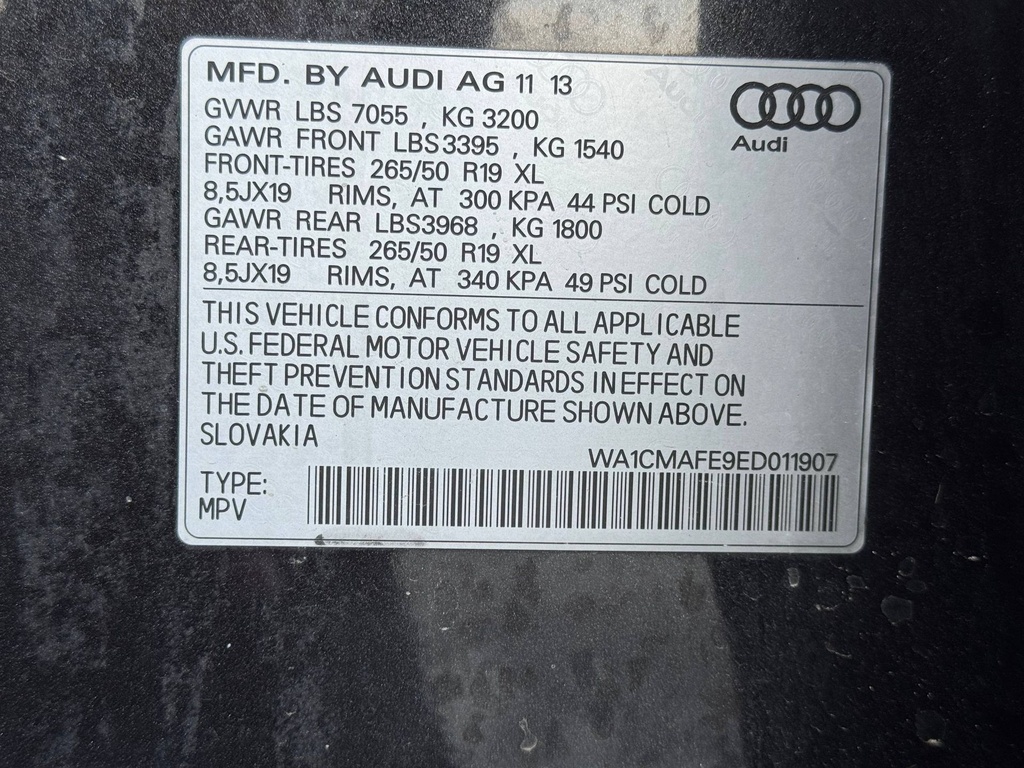 MFD. BY AUDI AG 11 13
GVWR LBS 7055 , KG 3200
GAWR FRONT LBS3395 , KG 1540
FRONT-TIRES 265/50 R19 XL
8,5JX19 RIMS, AT 300 KPA 44 PSI COLD
GAWR REAR LBS3968 , KG 1800
REAR-TIRES 265/50 R19 XL
8,5JX19 RIMS, AT 340 KPA 49 PSI COLD
Audi
THIS VEHICLE CONFORMS TO ALL APPLICABLE
U.S. FEDERAL MOTOR VEHICLE SAFETY AND
THEFT PREVENTION STANDARDS IN EFFECT ON
THE DATE OF MANUFACTURE SHOWN ABOVE.
SLOVAKIA
WA1CMAFE9ED011907
TYPE:
MPV